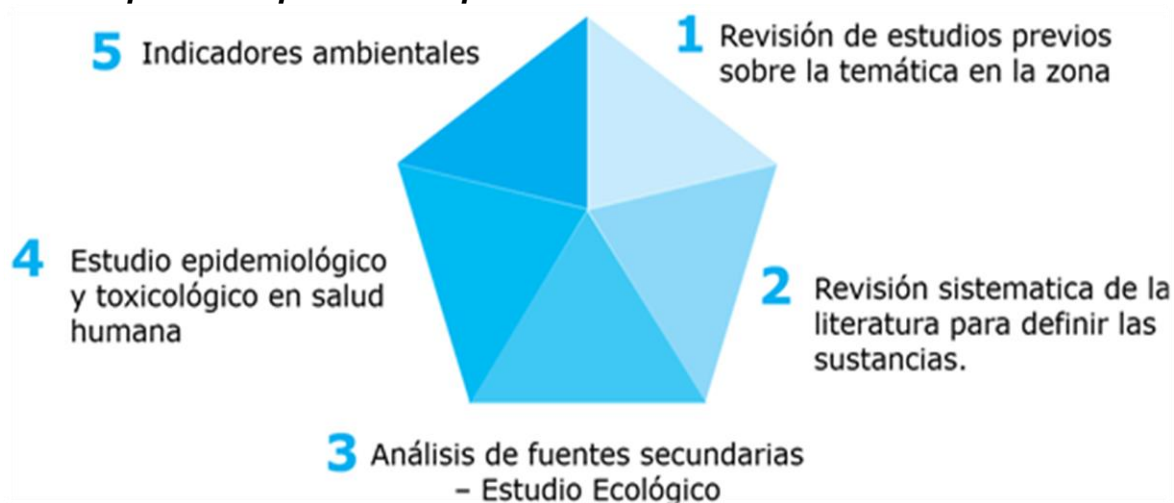 1 Revisión de estudios previos
sobre la temática en la zona
2 Revisión sistematica de la
literatura para definir las
sustancias.
3 Análisis de fuentes secundarias
– Estudio Ecológico
4 Estudio epidemiológico
y toxicológico en salud
humana
5 Indicadores ambientales